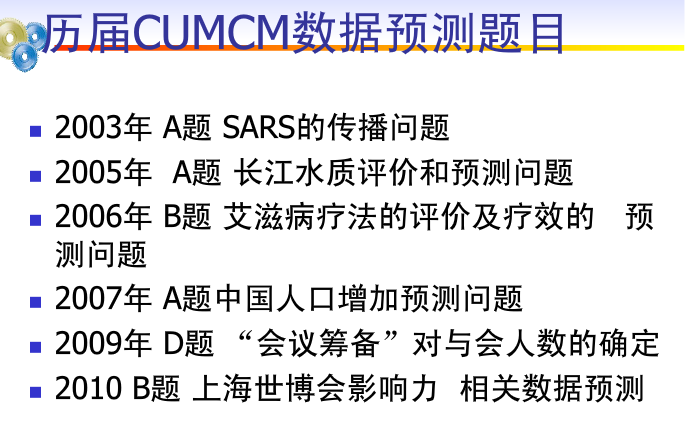 历届CUMCM数据预测题目
2003年 A题 SARS的传播问题
2005年 A题 长江水质评价和预测问题
2006年 B题 艾滋病疗法的评价及疗效的 预
测问题
2007年 A题中国人口增加预测问题
2009年 D题 “会议筹备”对与会人数的确定
2010 B题 上海世博会影响力 相关数据预测